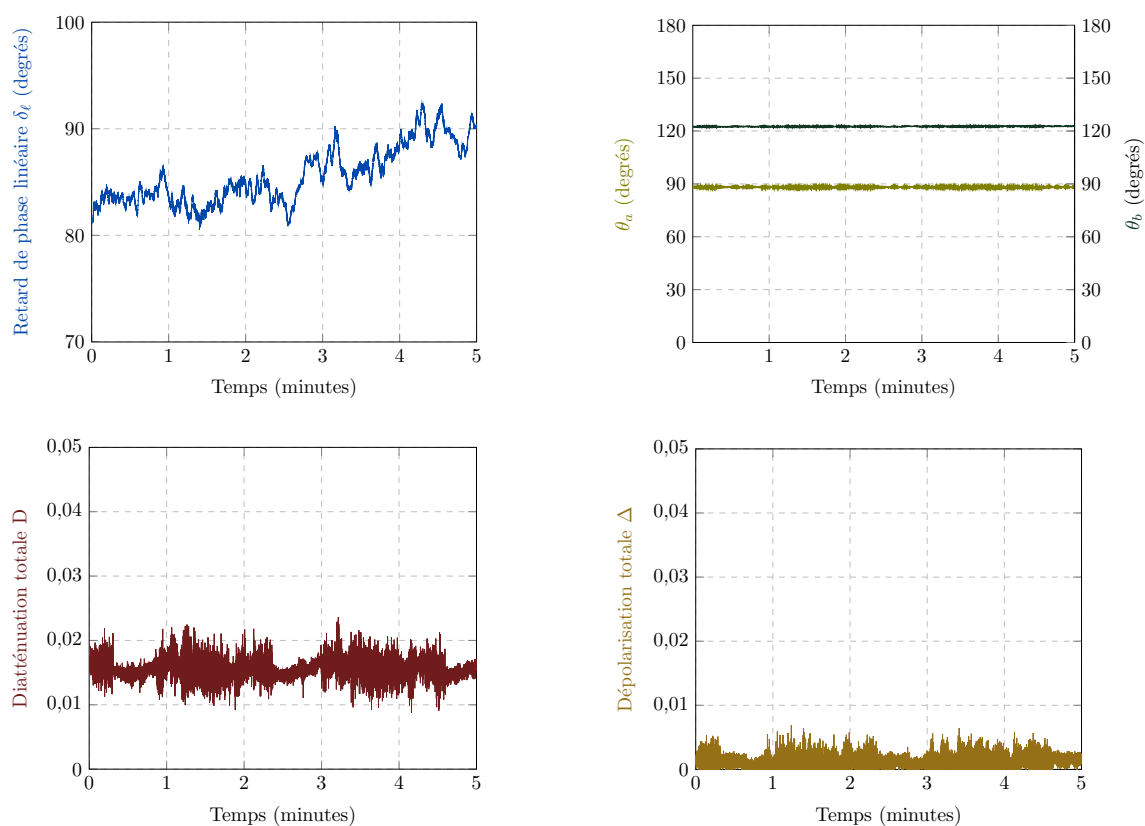 Retard de phase linéaire δℓ (degrés)
100
90
80
70
0 1 2 3 4 5
Temps (minutes)
θa (degrés)
180
150
120
90
60
30
0
1 2 3 4 5
Temps (minutes)
180
150
120
90
60
30
0
θb (degrés)
Diatténuation totale D
0,05
0,04
0,03
0,02
0,01
0
0 1 2 3 4 5
Temps (minutes)
Dépolarisation totale Δ
0,05
0,04
0,03
0,02
0,01
0
0 1 2 3 4 5
Temps (minutes)